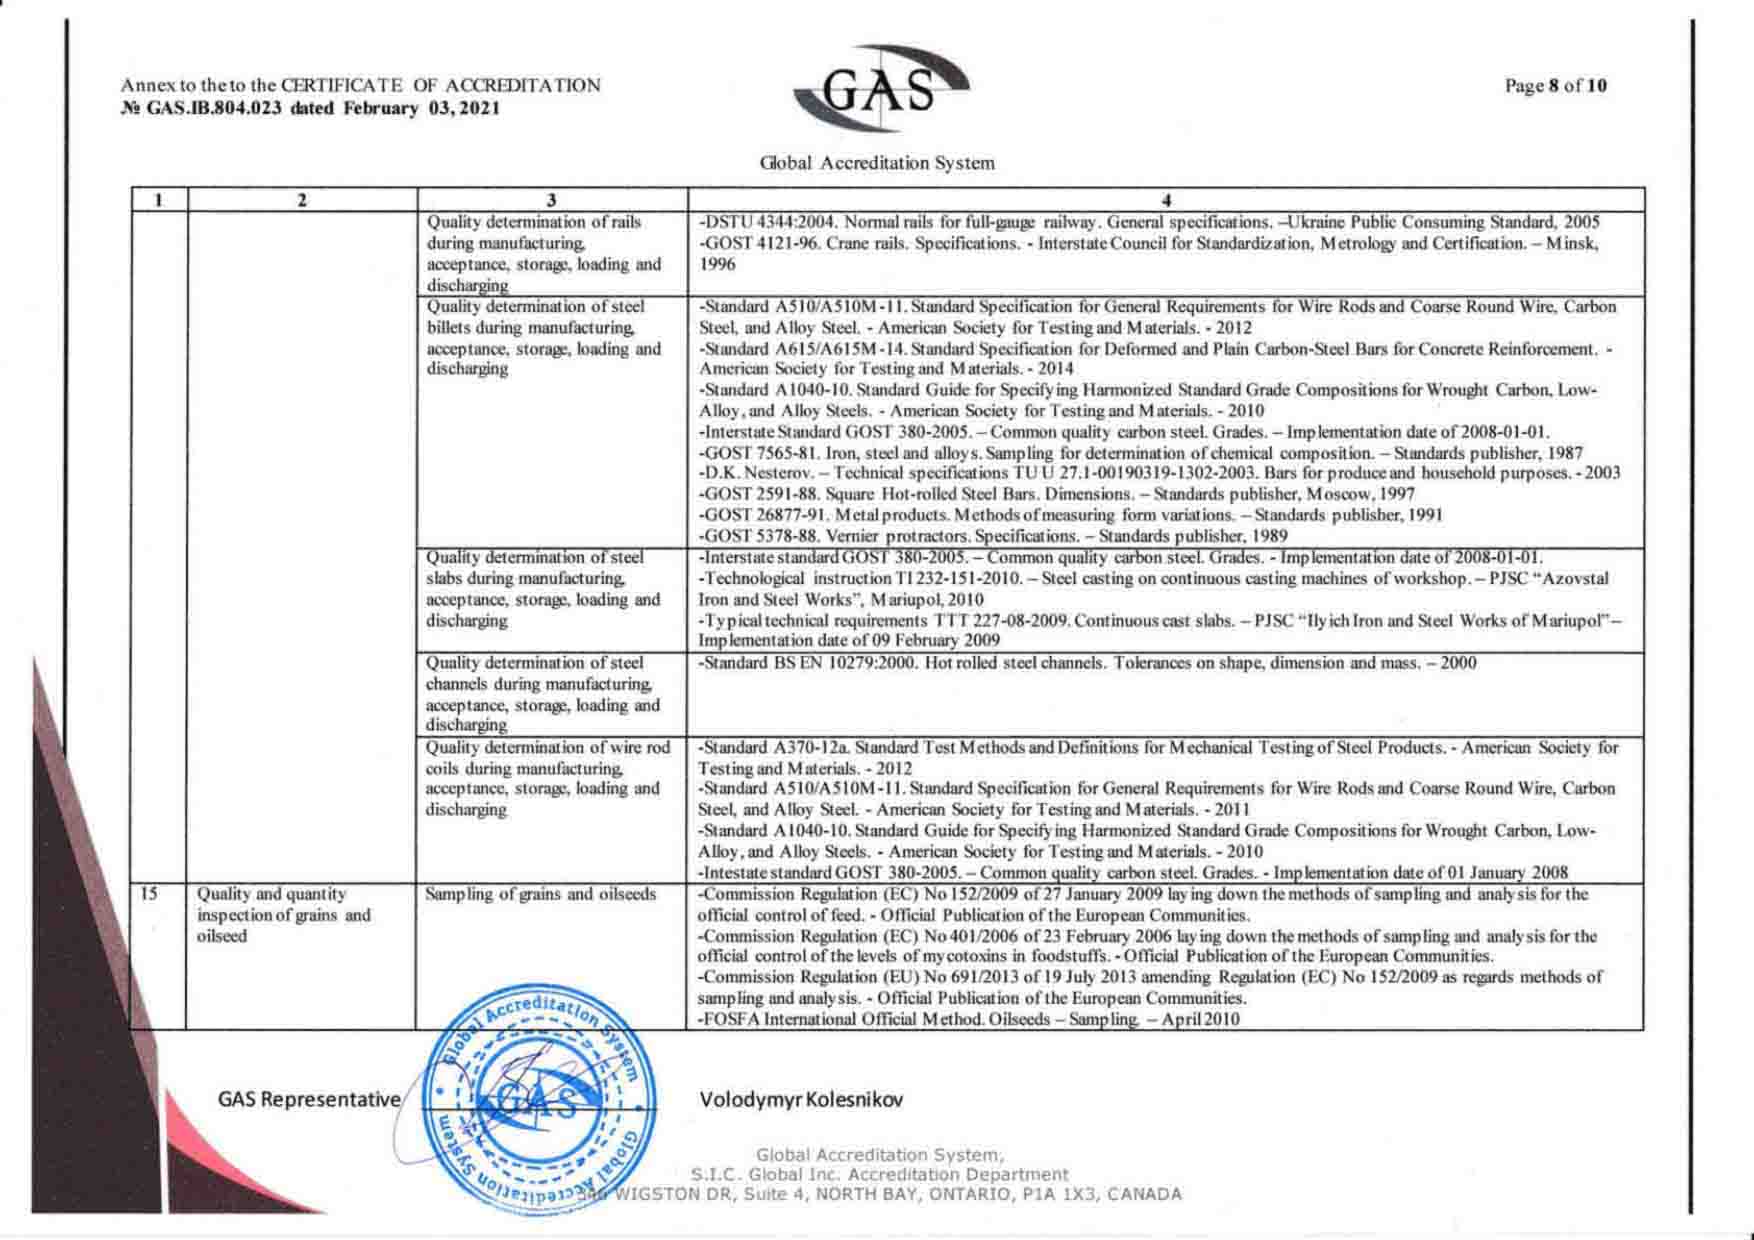 Annex to the to the CERTIFICATE OF ACCREDITATION
№ GAS.IB.804.023 dated February 03, 2021
GAS
Global Accreditation System
Page 8 of 10
1 2 3 4
Quality determination of rails
during manufacturing,
acceptance, storage, loading and
discharging
-DSTU 4344:2004. Normal rails for full-gauge railway. General specifications. –Ukraine Public Consuming Standard, 2005
-GOST 4121-96. Crane rails. Specifications. - Interstate Council for Standardization, Metrology and Certification. – Minsk,
1996
Quality determination of steel
billets during manufacturing,
acceptance, storage, loading and
discharging
-Standard A510/A510M-11. Standard Specification for General Requirements for Wire Rods and Coarse Round Wire, Carbon
Steel, and Alloy Steel. - American Society for Testing and Materials. - 2012
-Standard A615/A615M-14. Standard Specification for Deformed and Plain Carbon-Steel Bars for Concrete Reinforcement. -
American Society for Testing and Materials. - 2014
-Standard A1040-10. Standard Guide for Specifying Harmonized Standard Grade Compositions for Wrought Carbon, Low-
Alloy, and Alloy Steels. - American Society for Testing and Materials. - 2010
-Interstate Standard GOST 380-2005. – Common quality carbon steel. Grades. – Implementation date of 2008-01-01.
-GOST 7565-81. Iron, steel and alloys. Sampling for determination of chemical composition. – Standards publisher, 1987
-D.K. Nesterov. – Technical specifications TU U 27.1-00190319-1302-2003. Bars for produce and household purposes. - 2003
-GOST 2591-88. Square Hot-rolled Steel Bars. Dimensions. – Standards publisher, Moscow, 1997
-GOST 26877-91. Metal products. Methods of measuring form variations. – Standards publisher, 1991
-GOST 5378-88. Vernier protractors. Specifications. – Standards publisher, 1989
Quality determination of steel
slabs during manufacturing,
acceptance, storage, loading and
discharging
-Interstate standard GOST 380-2005. – Common quality carbon steel. Grades. - Implementation date of 2008-01-01.
-Technological instruction TI 232-151-2010. – Steel casting on continuous casting machines of workshop. – PJSC “Azovstal
Iron and Steel Works”, Mariupol, 2010
-Typical technical requirements TTT 227-08-2009. Continuous cast slabs. – PJSC “Ilyich Iron and Steel Works of Mariupol”–
Implementation date of 09 February 2009
Quality determination of steel
channels during manufacturing,
acceptance, storage, loading and
discharging
-Standard BS EN 10279:2000. Hot rolled steel channels. Tolerances on shape, dimension and mass. – 2000
Quality determination of wire rod
coils during manufacturing,
acceptance, storage, loading and
discharging
-Standard A370-12a. Standard Test Methods and Definitions for Mechanical Testing of Steel Products. - American Society for
Testing and Materials. - 2012
-Standard A510/A510M-11. Standard Specification for General Requirements for Wire Rods and Coarse Round Wire, Carbon
Steel, and Alloy Steel. - American Society for Testing and Materials. - 2011
-Standard A1040-10. Standard Guide for Specifying Harmonized Standard Grade Compositions for Wrought Carbon, Low-
Alloy, and Alloy Steels. - American Society for Testing and Materials. - 2010
-Intestate standard GOST 380-2005. – Common quality carbon steel. Grades. - Implementation date of 01 January 2008
15
Quality and quantity
inspection of grains and
oilseed
Sampling of grains and oilseeds
-Commission Regulation (EC) No 152/2009 of 27 January 2009 laying down the methods of sampling and analysis for the
official control of feed. - Official Publication of the European Communities.
-Commission Regulation (EC) No 401/2006 of 23 February 2006 laying down the methods of sampling and analysis for the
official control of the levels of mycotoxins in foodstuffs. - Official Publication of the European Communities.
-Commission Regulation (EU) No 691/2013 of 19 July 2013 amending Regulation (EC) No 152/2009 as regards methods of
sampling and analysis. - Official Publication of the European Communities.
-FOSFA International Official Method. Oilseeds – Sampling. – April 2010
GAS Representative
Global Accreditation System
Global Accreditation System
GAS
Volodymyr Kolesnikov
Global Accreditation System,
S.I.C. Global Inc. Accreditation Department
WIGSTON DR, Suite 4, NORTH BAY, ONTARIO, P1A 1X3, CANADA